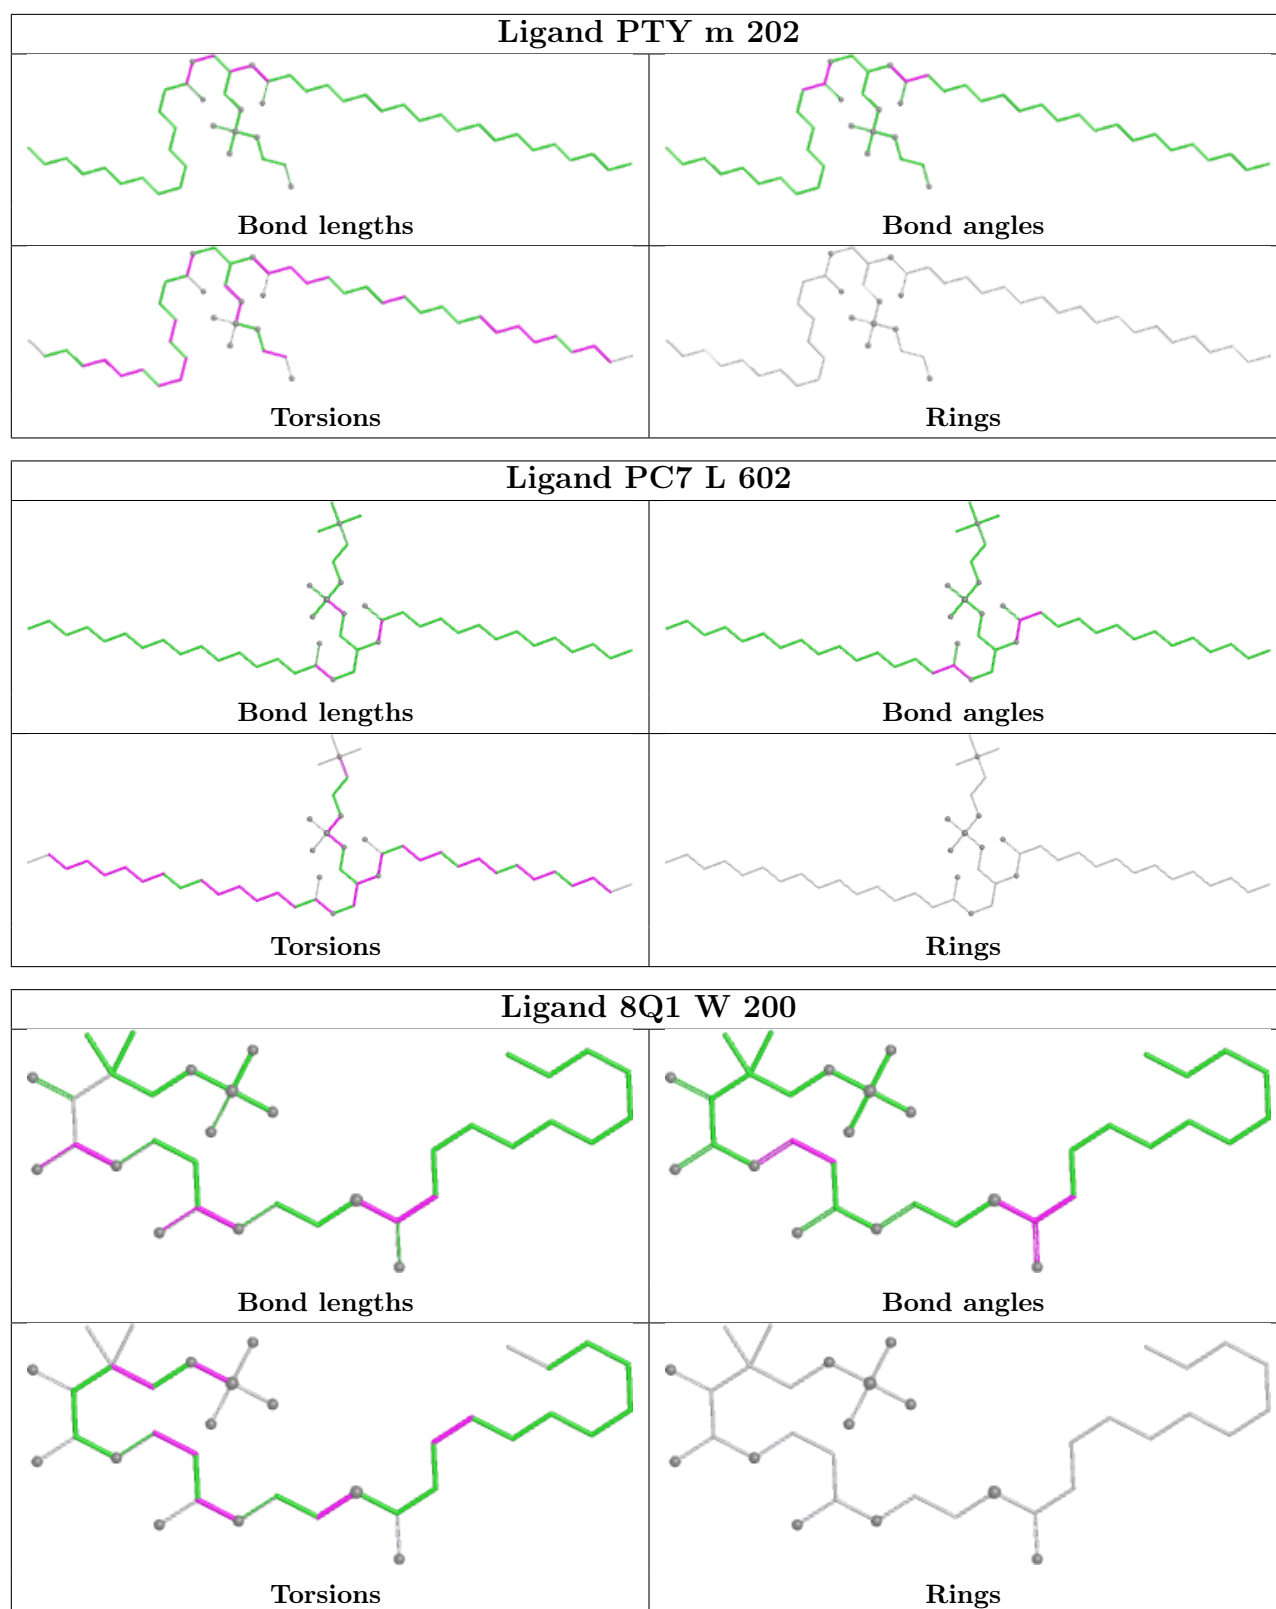 Ligand PTY m 202
Bond lengths
Bond angles
Torsions
Rings
Ligand PC7 L 602
Bond lengths
Bond angles
Torsions
Rings
Ligand 8Q1 W 200
Bond lengths
Bond angles
Torsions
Rings